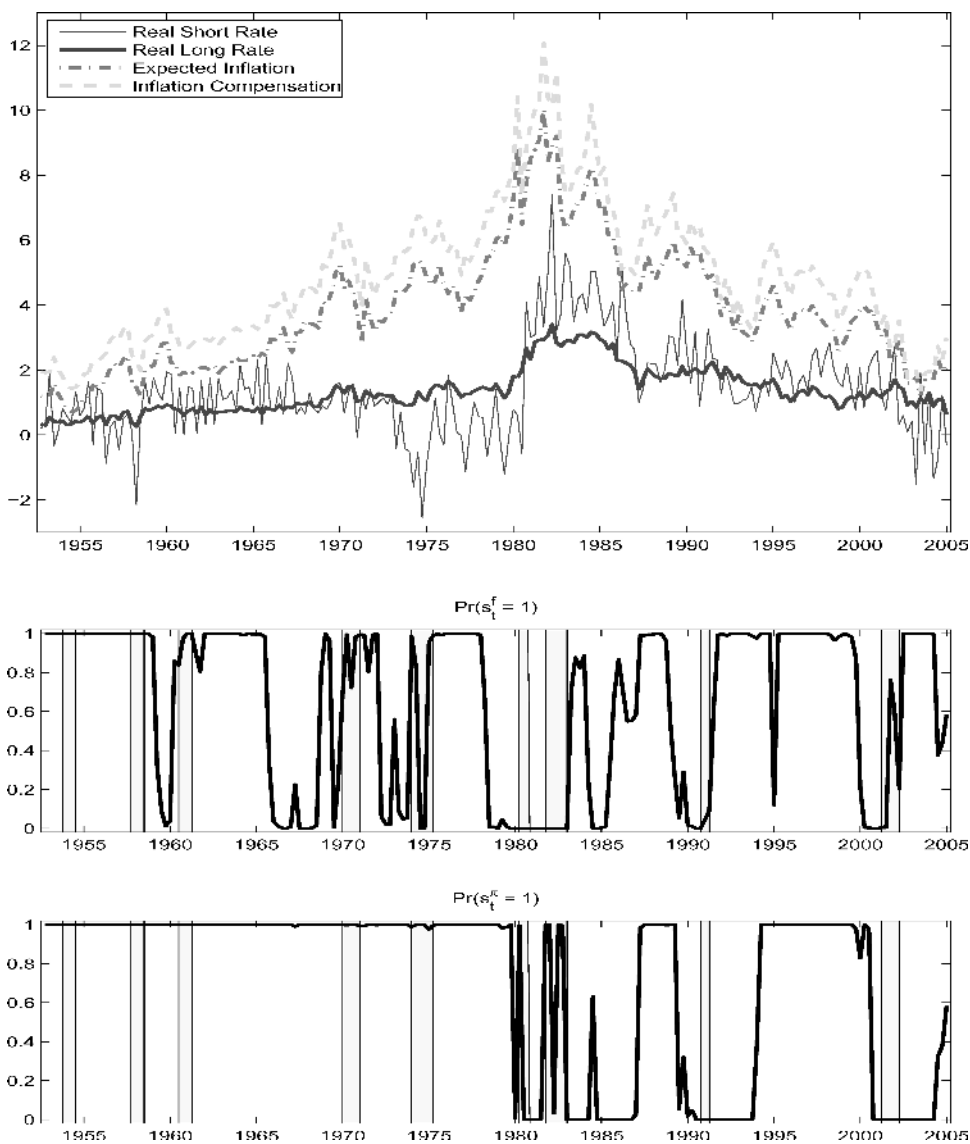 Real Short Rate
Real Long Rate
Expected Inflation
Inflation Compensation
12
10
8
6
4
2
0
−2
1955 1960 1965 1970 1975 1980 1985 1990 1995 2000 2005
Pr(s_t^f = 1)
1
0.8
0.6
0.4
0.2
0
1955 1960 1965 1970 1975 1980 1985 1990 1995 2000 2005
Pr(s_t^π = 1)
1
0.8
0.6
0.4
0.2
0
1955 1960 1965 1970 1975 1980 1985 1990 1995 2000 2005